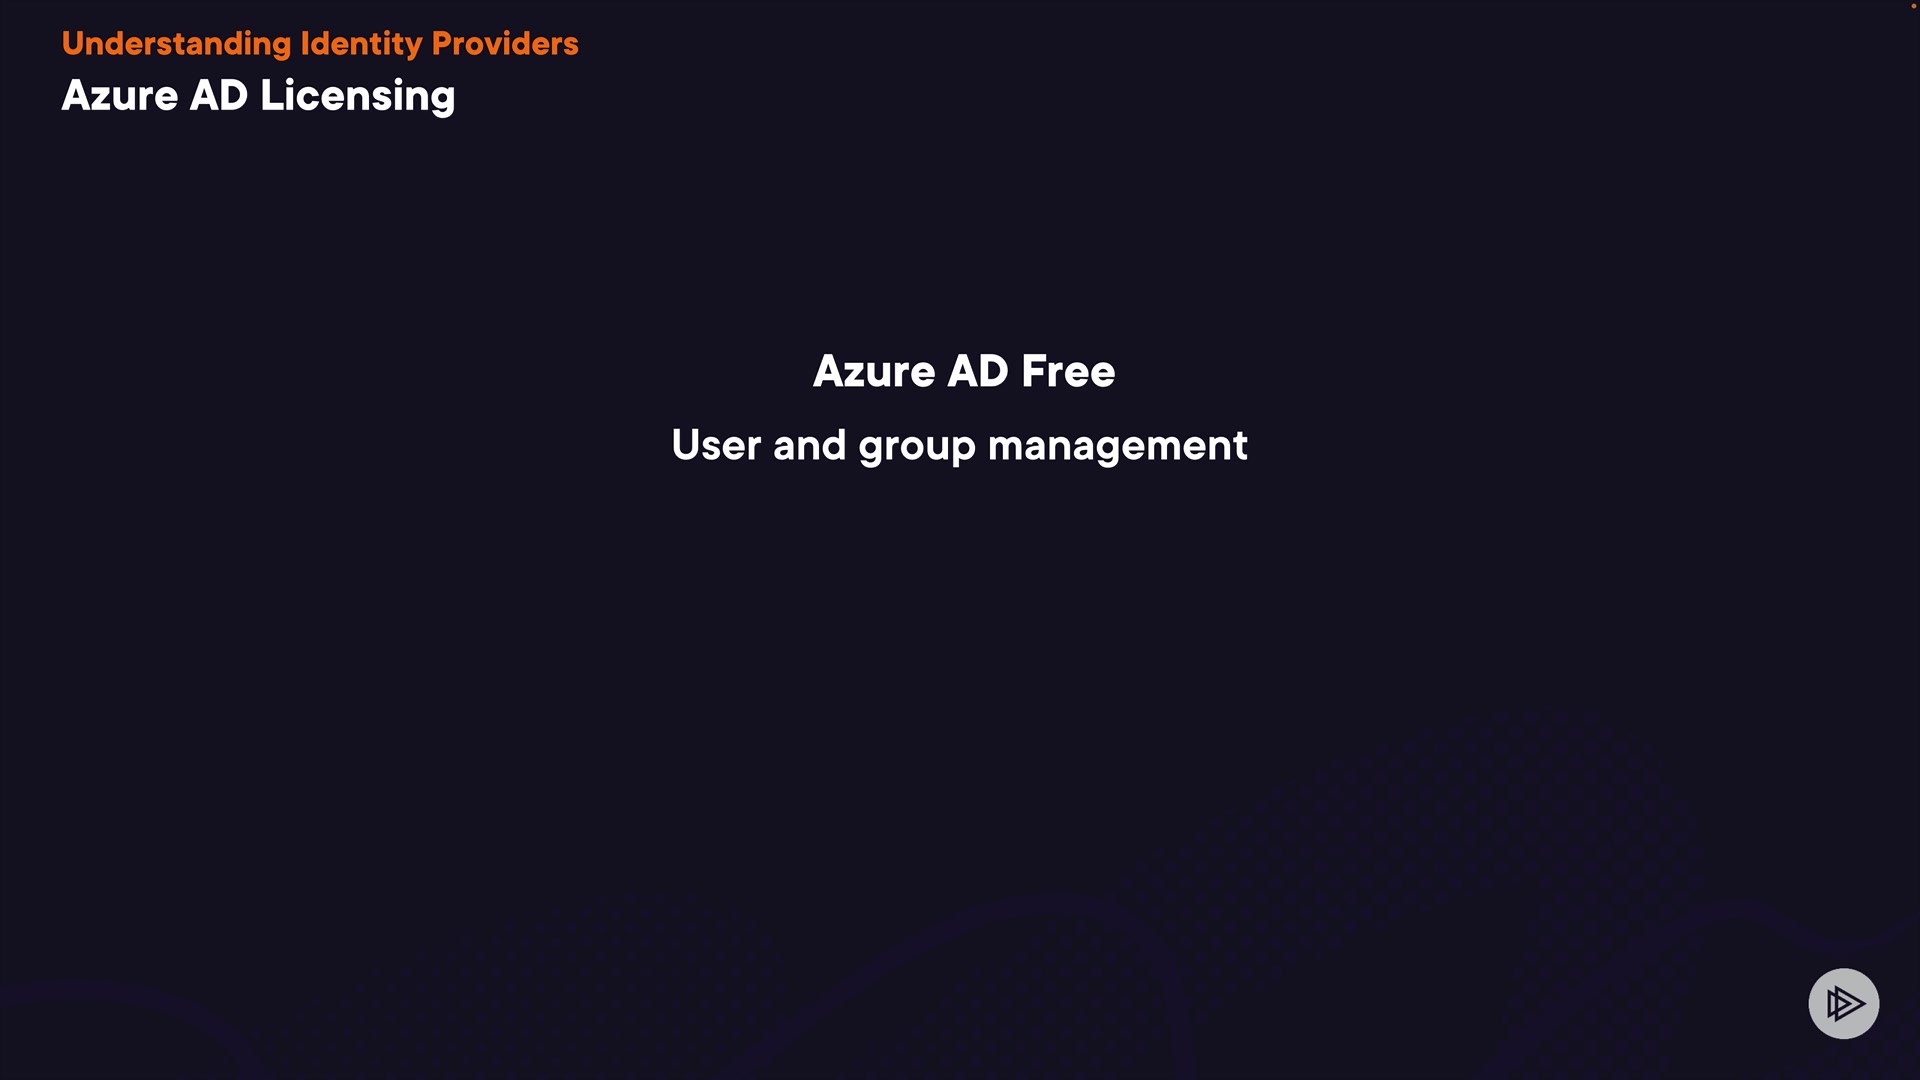 Understanding Identity Providers
Azure AD Licensing
Azure AD Free
User and group management